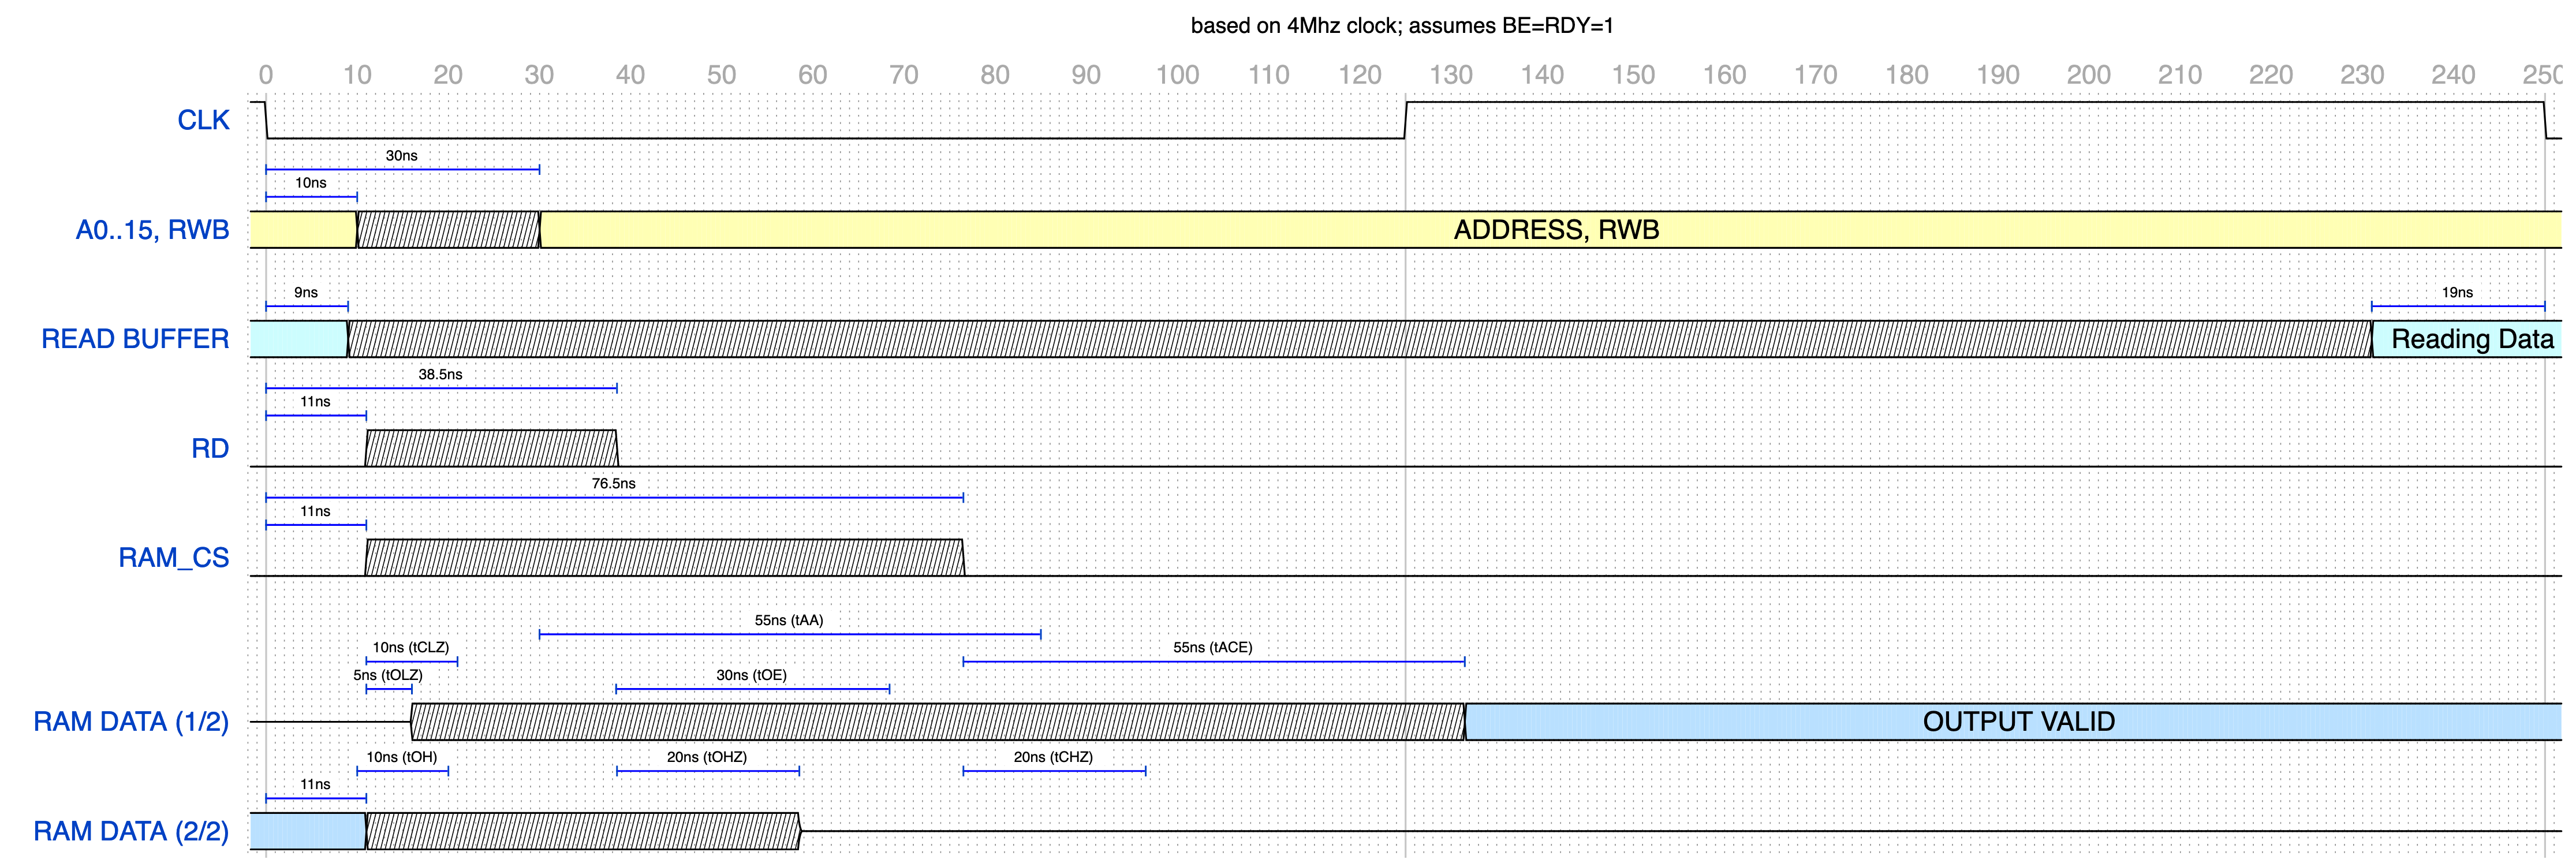 based on 4Mhz clock; assumes BE=RDY=1
0 10 20 30 40 50 60 70 80 90 100 110 120 130 140 150 160 170 180 190 200 210 220 230 240 250
CLK
30ns
10ns
A0..15, RWB ADDRESS, RWB
9ns 19ns
READ BUFFER Reading Data
38.5ns
11ns
RD
76.5ns
11ns
RAM_CS
55ns (tAA)
10ns (tCLZ) 55ns (tACE)
5ns (tOLZ) 30ns (tOE)
RAM DATA (1/2) OUTPUT VALID
10ns (tOH) 20ns (tOHZ) 20ns (tCHZ)
11ns
RAM DATA (2/2)